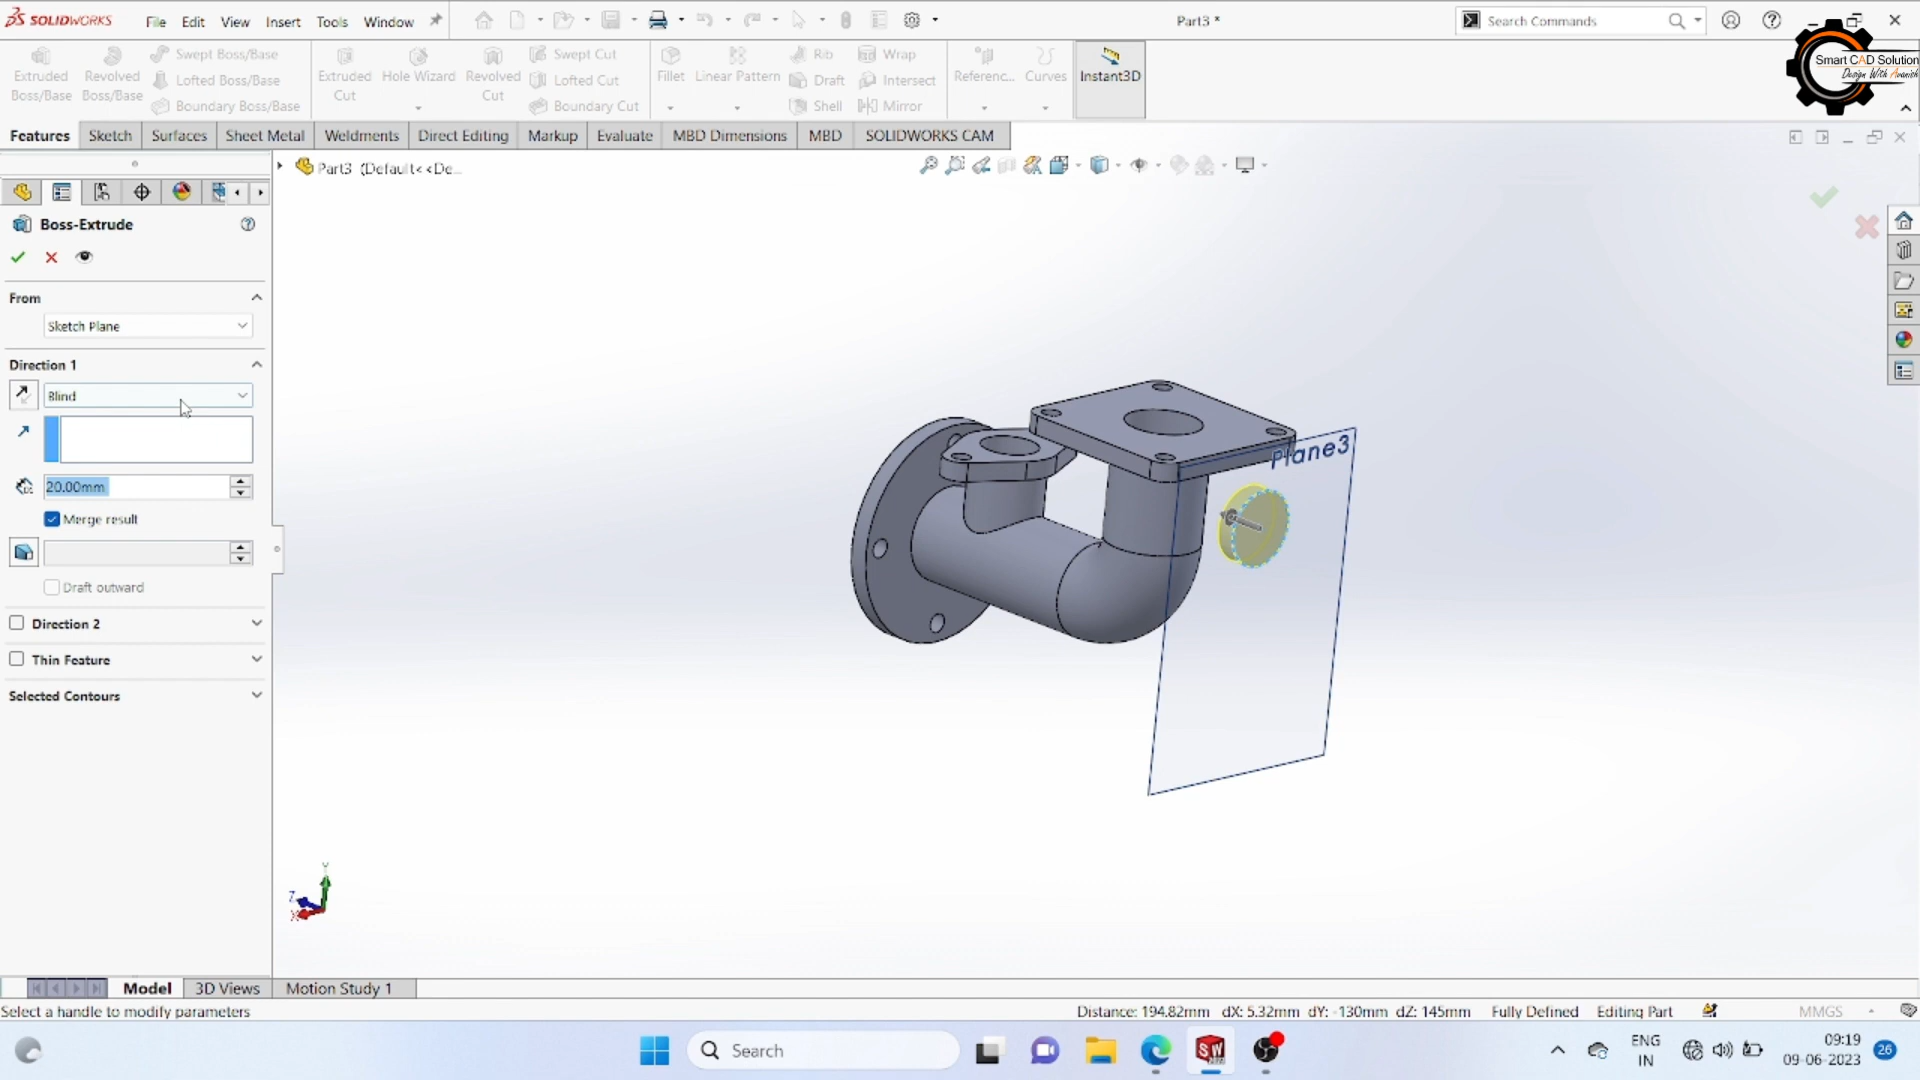 SOLIDWORKS File Edit View Insert Tools Window Part3 * Search Commands
Smart CAD Solution
Design With Avanish
Extruded Boss/Base
Revolved Boss/Base
Swept Boss/Base
Lofted Boss/Base
Boundary Boss/Base
Extruded Cut
Hole Wizard
Revolved Cut
Swept Cut
Lofted Cut
Boundary Cut
Fillet
Linear Pattern
Rib
Draft
Shell
Wrap
Intersect
Mirror
Referenc...
Curves
Instant3D
Features Sketch Surfaces Sheet Metal Weldments Direct Editing Markup Evaluate MBD Dimensions MBD SOLIDWORKS CAM
Part3 (Default<<De...
Boss-Extrude
From
Sketch Plane
Direction 1
Blind
20.00mm
Merge result
Draft outward
Direction 2
Thin Feature
Selected Contours
Plane3
Y
Z
X
Model 3D Views Motion Study 1
Select a handle to modify parameters Distance: 194.82mm dX: 5.32mm dY: -130mm dZ: 145mm Fully Defined Editing Part MMGS
Search
ENG
IN
09:19
09-06-2023
26